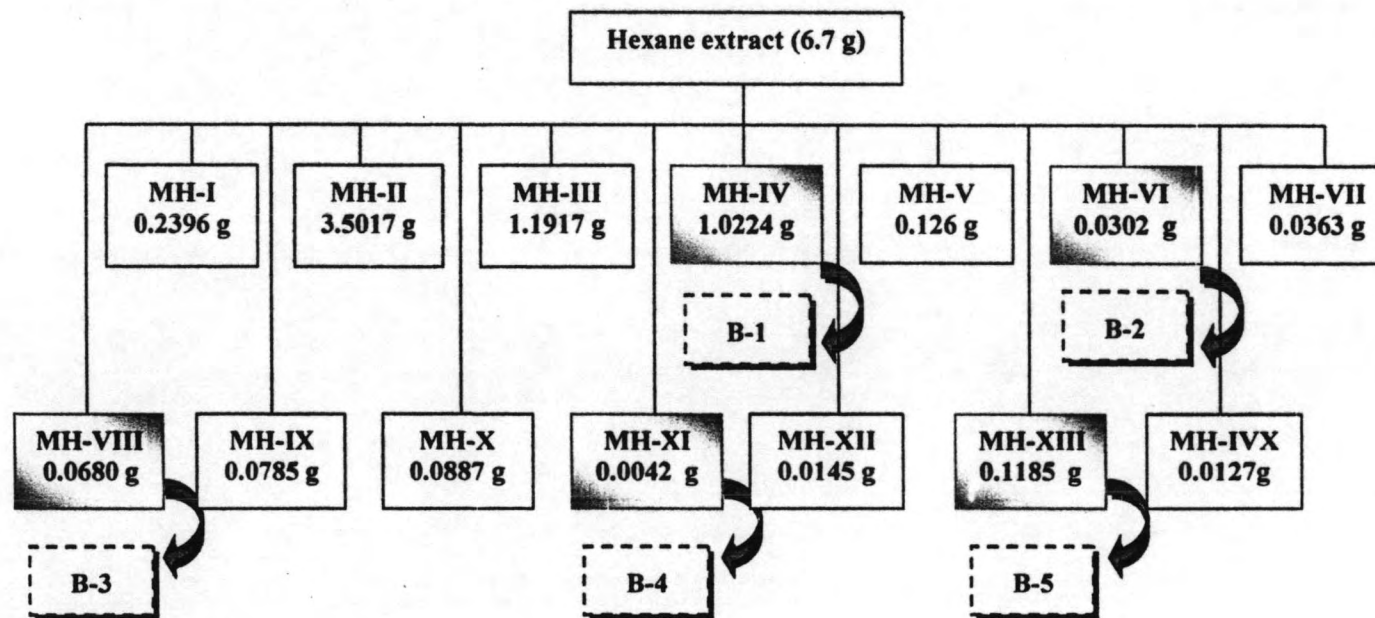 Hexane extract (6.7 g)
MH-I
0.2396 g
MH-II
3.5017 g
MH-III
1.1917 g
MH-IV
1.0224 g
MH-V
0.126 g
MH-VI
0.0302 g
MH-VII
0.0363 g
B-1
B-2
MH-VIII
0.0680 g
MH-IX
0.0785 g
MH-X
0.0887 g
MH-XI
0.0042 g
MH-XII
0.0145 g
MH-XIII
0.1185 g
MH-IVX
0.0127g
B-3
B-4
B-5